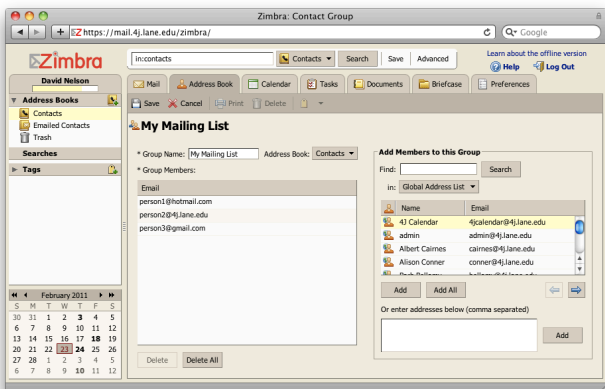 Zimbra: Contact Group
https://mail.4j.lane.edu/zimbra/
Google
Zimbra
in:contacts
Contacts
Search
Save
Advanced
Learn about the offline version
Help
Log Out
David Nelson
Mail
Address Book
Calendar
Tasks
Documents
Briefcase
Preferences
Address Books
Contacts
Emailed Contacts
Trash
Searches
Tags
Save
Cancel
Print
Delete
My Mailing List
* Group Name: My Mailing List Address Book: Contacts
* Group Members:
Email
person1@hotmail.com
person2@4j.lane.edu
person3@gmail.com
Delete
Delete All
Add Members to this Group
Find:
Search
in: Global Address List
Name Email
4J Calendar 4jcalendar@4j.lane.edu
admin admin@4j.lane.edu
Albert Cairnes cairnes@4j.lane.edu
Alison Conner conner@4j.lane.edu
Add
Add All
Or enter addresses below (comma separated)
Add
February 2011
S M T W T F S
30 31 1 2 3 4 5
6 7 8 9 10 11 12
13 14 15 16 17 18 19
20 21 22 23 24 25 26
27 28 1 2 3 4 5
6 7 8 9 10 11 12